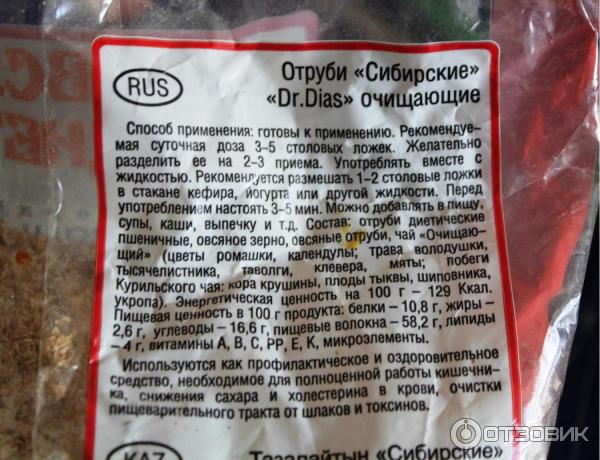 RUS
Отруби «Сибирские»
«Dr.Dias» очищающие
Способ применения: готовы к применению. Рекомендуе-
мая суточная доза 3–5 столовых ложек. Желательно
разделить ее на 2–3 приема. Употреблять вместе с
жидкостью. Рекомендуется размешать 1–2 столовые ложки
в стакане кефира, йогурта или другой жидкости. Перед
употреблением настоять 3–5 мин. Можно добавлять в пищу,
супы, каши, выпечку и т.д. Состав: отруби диетические
пшеничные, овсяное зерно, овсяные отруби, чай «Очищаю-
щий» (цветы ромашки, календулы; трава володушки,
тысячелистника, таволги, клевера, мяты; побеги
Курильского чая: кора крушины, плоды тыквы, шиповника,
укропа). Энергетическая ценность на 100 г – 129 Ккал.
Пищевая ценность в 100 г продукта: белки – 10,8 г, жиры –
2,6 г, углеводы – 16,6 г, пищевые волокна – 58,2 г, липиды
– 4 г, витамины А, В, С, РР, Е, К, микроэлементы.
Используются как профилактическое и оздоровительное
средство, необходимое для полноценной работы кишечни-
ка, снижения сахара и холестерина в крови, очистки
пищеварительного тракта от шлаков и токсинов.
KAZ
Тазалайтын «Сибирские»
ОТЗОВИК